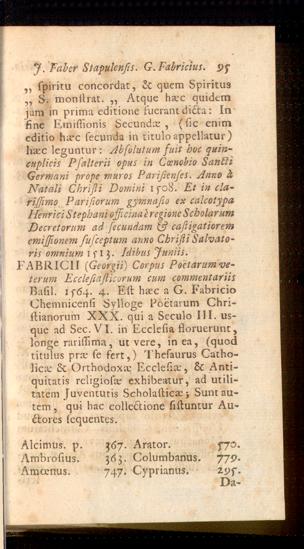 J. Faber Stapulensis. G. Fabricius. 95
„ spiritu concordat, & quem Spiritus
„ S. monstrat. „ Atque hæc quidem
jam in prima editione fuerant dicta: In
fine Emissionis Secundæ, (sic enim
editio hæc secunda in titulo appellatur)
hæc leguntur: Absolutum fuit hoc quin-
cuplicis Psalterii opus in Cœnobio Sancti
Germani prope muros Parisienses. Anno à
Natali Christi Domini 1508. Et in cla-
rissimo Parisiorum gymnasio ex calcotypa
Henrici Stephani officina è regione Scholarum
Decretorum ad secundam & castigatiorem
emissionem susceptum anno Christi Salvato-
ris omnium 1513. Idibus Juniis.
FABRICII (Georgii) Corpus Poëtarum ve-
terum Ecclesiasticorum cum commentariis
Basil. 1564. 4. Est hæc a G. Fabricio
Chemnicensi Sylloge Poëtarum Chri-
stianorum XXX. qui a Seculo III. us-
que ad Sec. VI. in Ecclesia floruerunt,
longe rarissima, ut vere, in ea, (quod
titulus præ se fert,) Thesaurus Catho-
licæ & Orthodoxæ Ecclesiæ, & Anti-
quitatis religiosæ exhibeatur, ad utili-
tatem Juventutis Scholasticæ; Sunt au-
tem, qui hac collectione sistuntur Au-
ctores sequentes.
Alcimus. p. 367. Arator. 570.
Ambrosius. 363. Columbanus. 779.
Amœnus. 747. Cyprianus. 295.
Da-